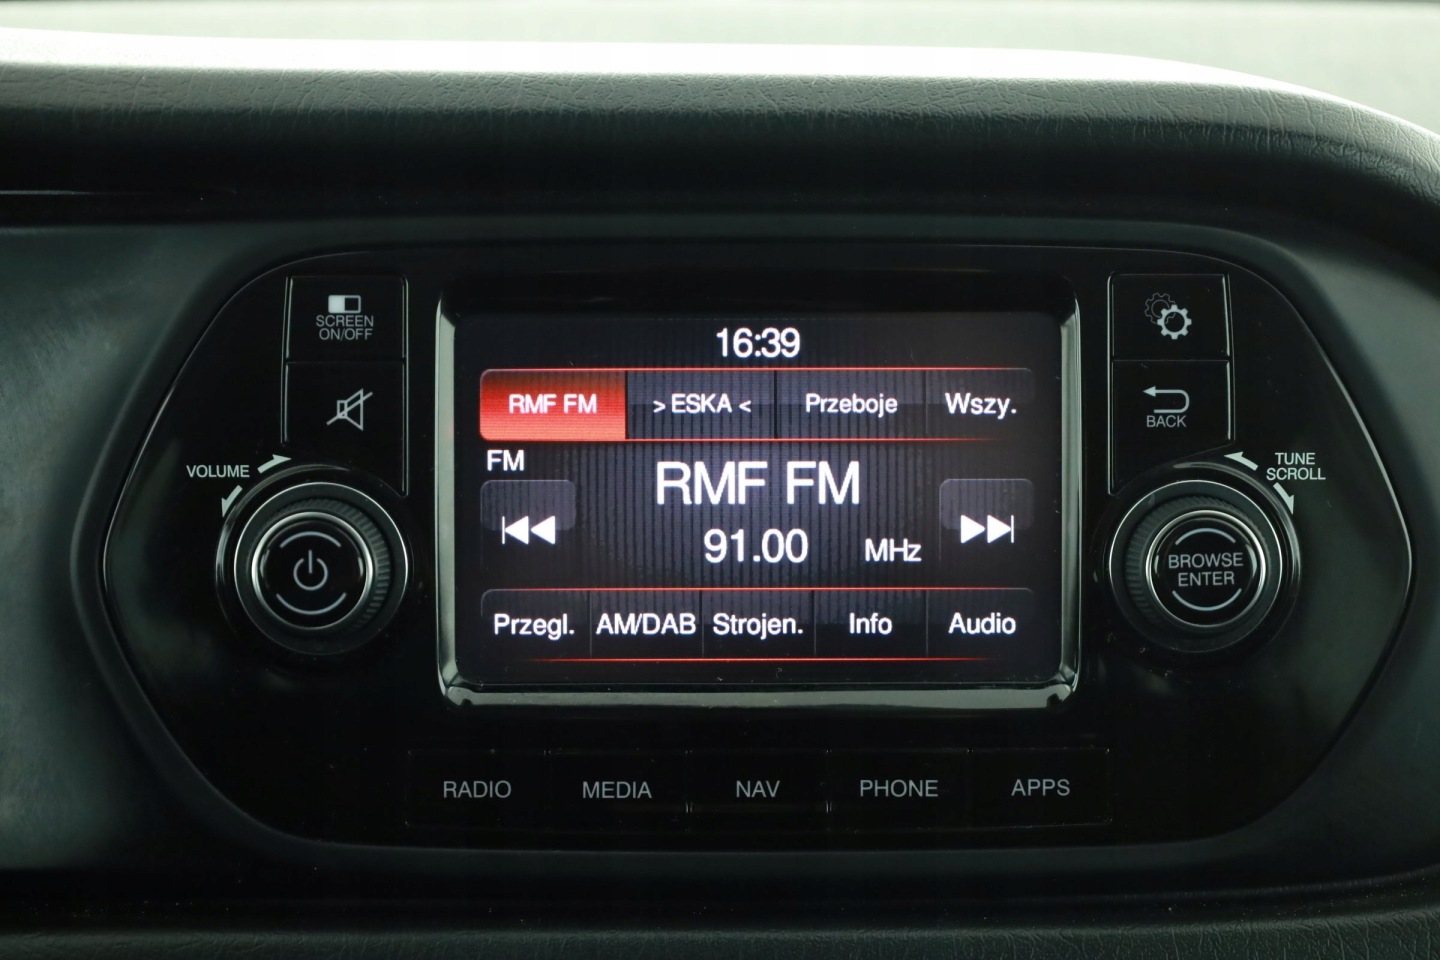 SCREEN
ON/OFF
VOLUME
16:39
RMF FM >ESKA< Przeboje Wszy.
FM
RMF FM
91.00 MHz
Przegl. AM/DAB Strojen. Info Audio
BACK
TUNE
SCROLL
BROWSE
ENTER
RADIO MEDIA NAV PHONE APPS